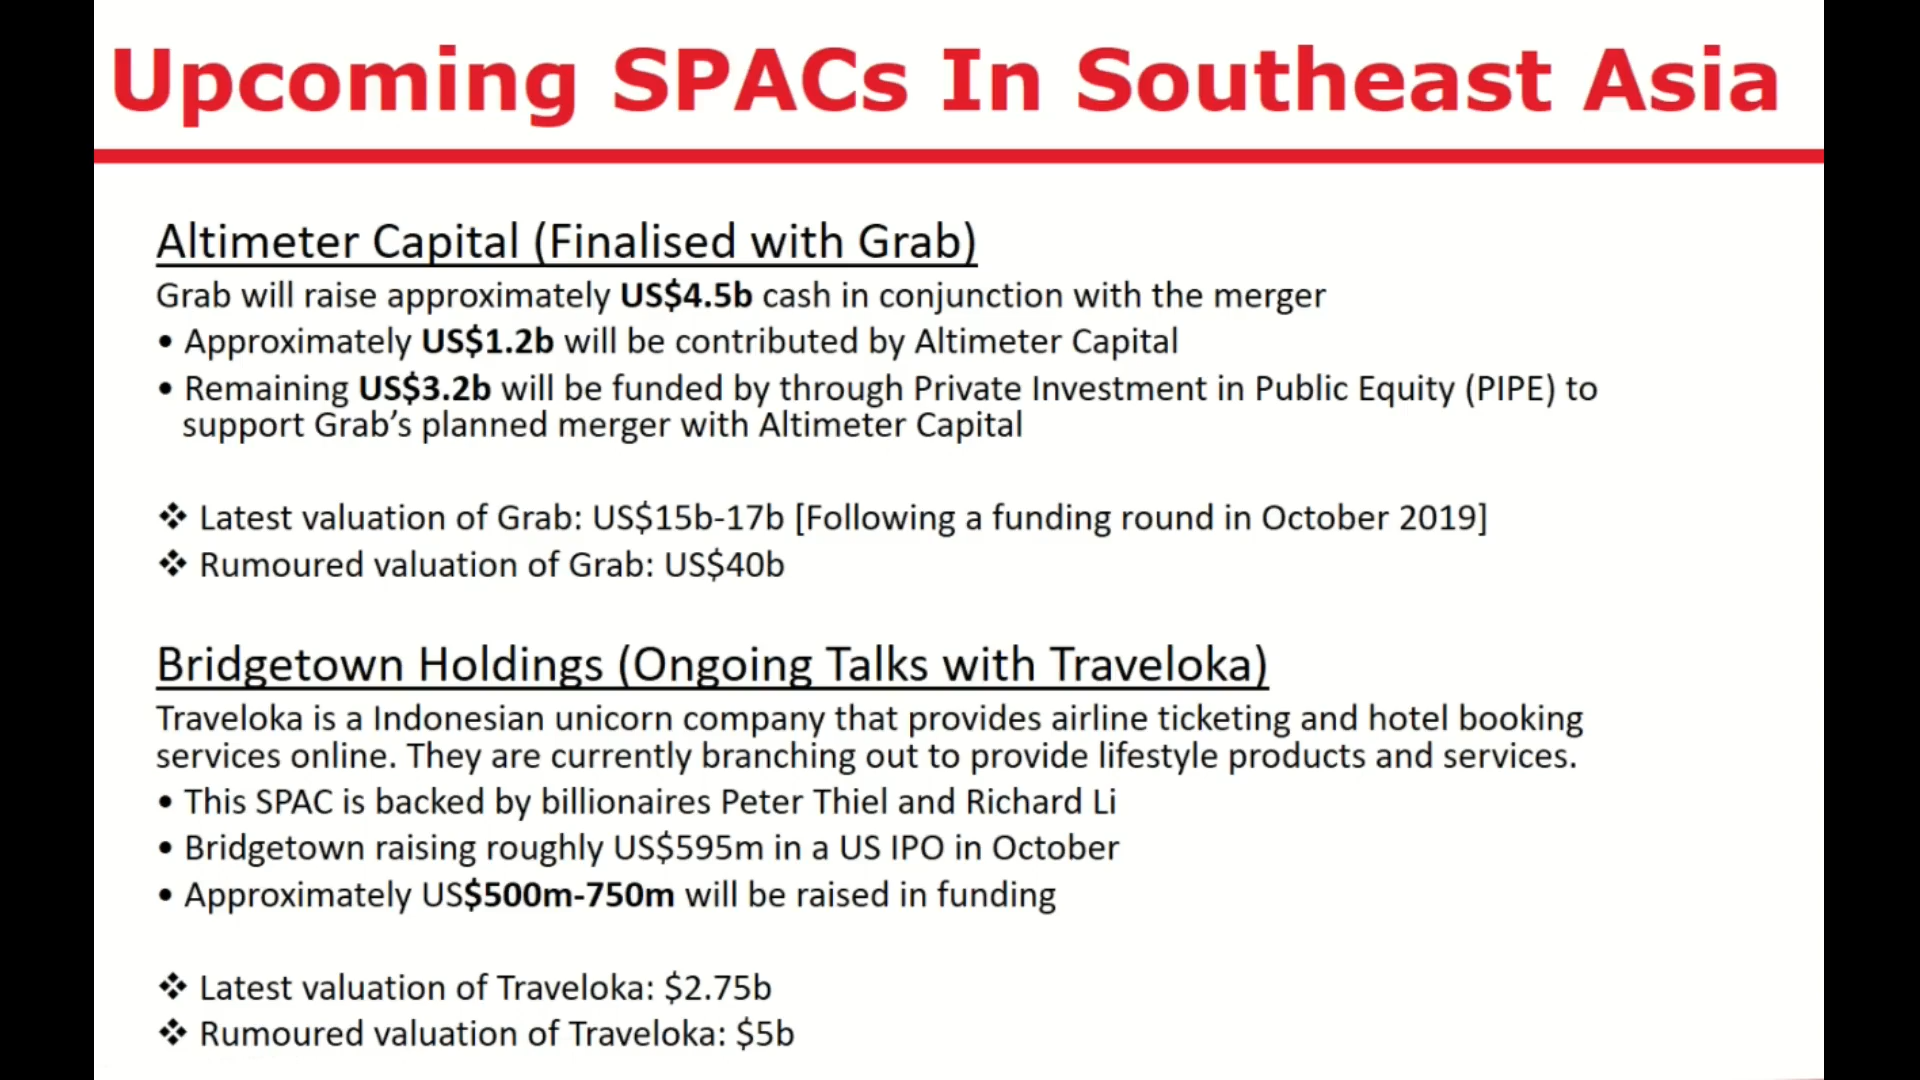 Upcoming SPACs In Southeast Asia
Altimeter Capital (Finalised with Grab)
Grab will raise approximately US$4.5b cash in conjunction with the merger
• Approximately US$1.2b will be contributed by Altimeter Capital
• Remaining US$3.2b will be funded by through Private Investment in Public Equity (PIPE) to
support Grab’s planned merger with Altimeter Capital
❖ Latest valuation of Grab: US$15b-17b [Following a funding round in October 2019]
❖ Rumoured valuation of Grab: US$40b
Bridgetown Holdings (Ongoing Talks with Traveloka)
Traveloka is a Indonesian unicorn company that provides airline ticketing and hotel booking
services online. They are currently branching out to provide lifestyle products and services.
• This SPAC is backed by billionaires Peter Thiel and Richard Li
• Bridgetown raising roughly US$595m in a US IPO in October
• Approximately US$500m-750m will be raised in funding
❖ Latest valuation of Traveloka: $2.75b
❖ Rumoured valuation of Traveloka: $5b